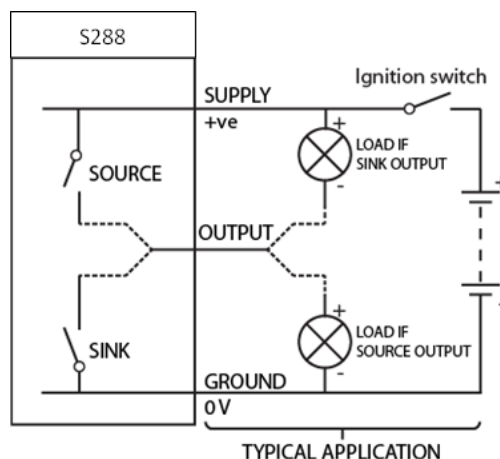 S288
Ignition switch
SUPPLY
+ve
+
LOAD IF
SINK OUTPUT
-
SOURCE
+
OUTPUT
-
+
LOAD IF
SOURCE OUTPUT
-
SINK
GROUND
0 V
TYPICAL APPLICATION